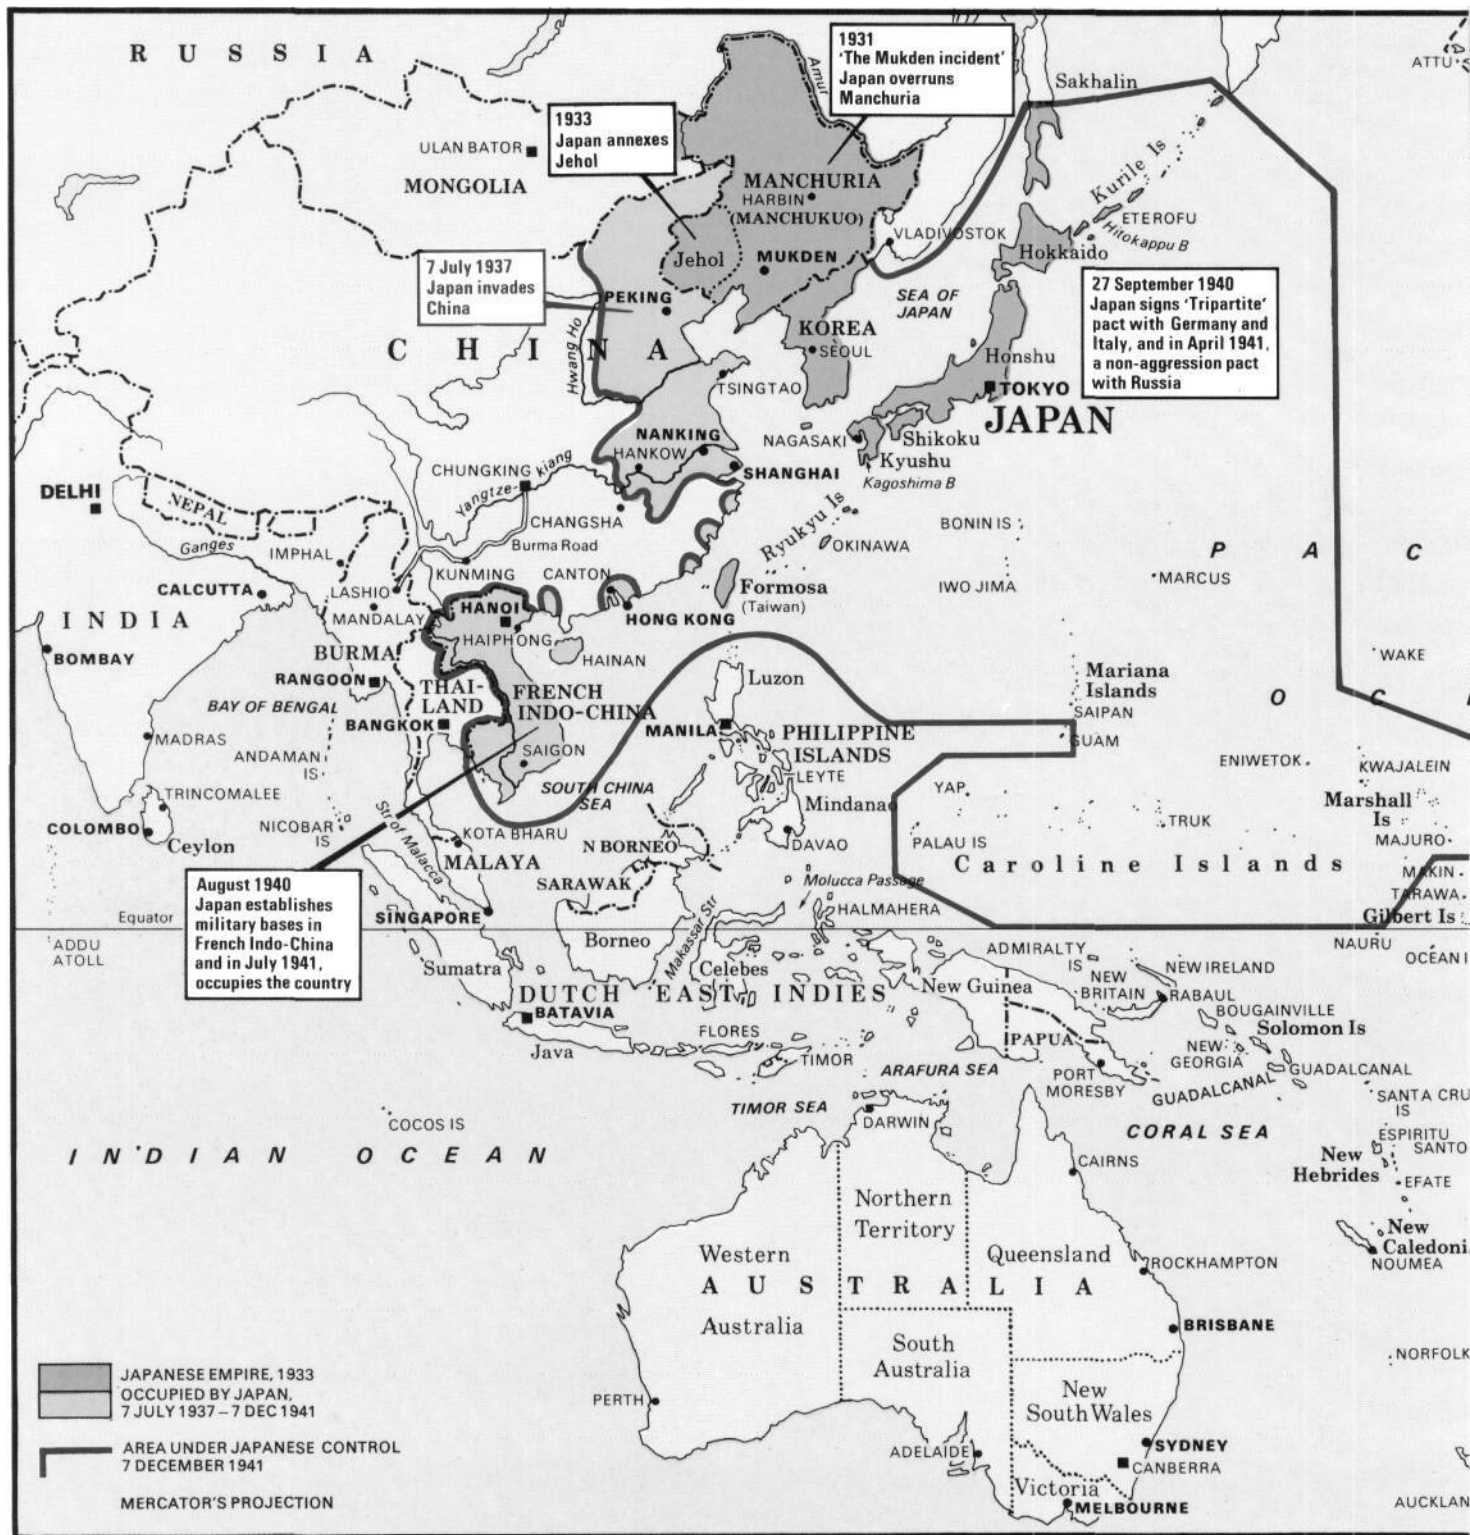 RUSSIA
1931
'The Mukden incident'
Japan overruns
Manchuria
Amur
Sakhalin
ATTU
1933
Japan annexes
Jehol
ULAN BATOR
MONGOLIA
MANCHURIA
HARBIN
(MANCHUKUO)
Kurile Is
ETEROFU
Hitokappu B
VLADIVOSTOK
Hokkaido
Jehol
MUKDEN
7 July 1937
Japan invades
China
PEKING
SEA OF
JAPAN
27 September 1940
Japan signs 'Tripartite'
pact with Germany and
Italy, and in April 1941,
a non-aggression pact
with Russia
CHINA
Hwang Ho
KOREA
SEOUL
Honshu
TSINGTAO
TOKYO
JAPAN
NANKING
HANKOW
NAGASAKI
Shikoku
Kyushu
Kagoshima B
SHANGHAI
CHUNGKING
Yangtze-kiang
DELHI
NEPAL
Ganges
CHANGSHA
Burma Road
Ryukyu Is
OKINAWA
BONIN IS
IMPHAL
KUNMING
CANTON
PAC
MARCUS
IWO JIMA
Formosa
(Taiwan)
CALCUTTA
LASHIO
MANDALAY
HANOI
HAIPHONG
HONG KONG
INDIA
BOMBAY
BURMA
HAINAN
RANGOON
THAI-
LAND
FRENCH
INDO-CHINA
Luzon
Mariana
Islands
SAIPAN
GUAM
WAKE
OC
BAY OF BENGAL
BANGKOK
MANILA
PHILIPPINE
ISLANDS
MADRAS
ANDAMAN
IS
SAIGON
SOUTH CHINA
SEA
LEYTE
Mindanao
YAP
ENIWETOK
KWAJALEIN
Marshall
Is
TRINCOMALEE
COLOMBO
Ceylon
NICOBAR
IS
Str of Malacca
KOTA BHARU
MALAYA
N BORNEO
DAVAO
PALAU IS
TRUK
MAJURO
Caroline Islands
SARAWAK
Molucca Passage
MAKIN
TARAWA
Gilbert Is
August 1940
Japan establishes
military bases in
French Indo-China
and in July 1941,
occupies the country
Equator
SINGAPORE
Makassar Str
HALMAHERA
ADDU
ATOLL
Sumatra
Borneo
Celebes
ADMIRALTY
IS
NAURU
OCEAN I
New Guinea
NEW
BRITAIN
NEW IRELAND
RABAUL
DUTCH EAST INDIES
BATAVIA
Java
FLORES
TIMOR
PAPUA
BOUGAINVILLE
Solomon Is
NEW
GEORGIA
GUADALCANAL
GUADALCANAL
ARAFURA SEA
PORT
MORESBY
TIMOR SEA
DARWIN
SANTA CRU
IS
COCOS IS
INDIAN OCEAN
CORAL SEA
ESPIRITU
SANTO
New
Hebrides
EFATE
CAIRNS
Northern
Territory
New
Caledoni
NOUMEA
Western
Australia
Queensland
ROCKHAMPTON
AUSTRALIA
BRISBANE
South
Australia
NORFOLK
JAPANESE EMPIRE, 1933
OCCUPIED BY JAPAN,
7 JULY 1937 – 7 DEC 1941
PERTH
New
South Wales
AREA UNDER JAPANESE CONTROL
7 DECEMBER 1941
ADELAIDE
SYDNEY
CANBERRA
MERCATOR'S PROJECTION
Victoria
MELBOURNE
AUCKLAN